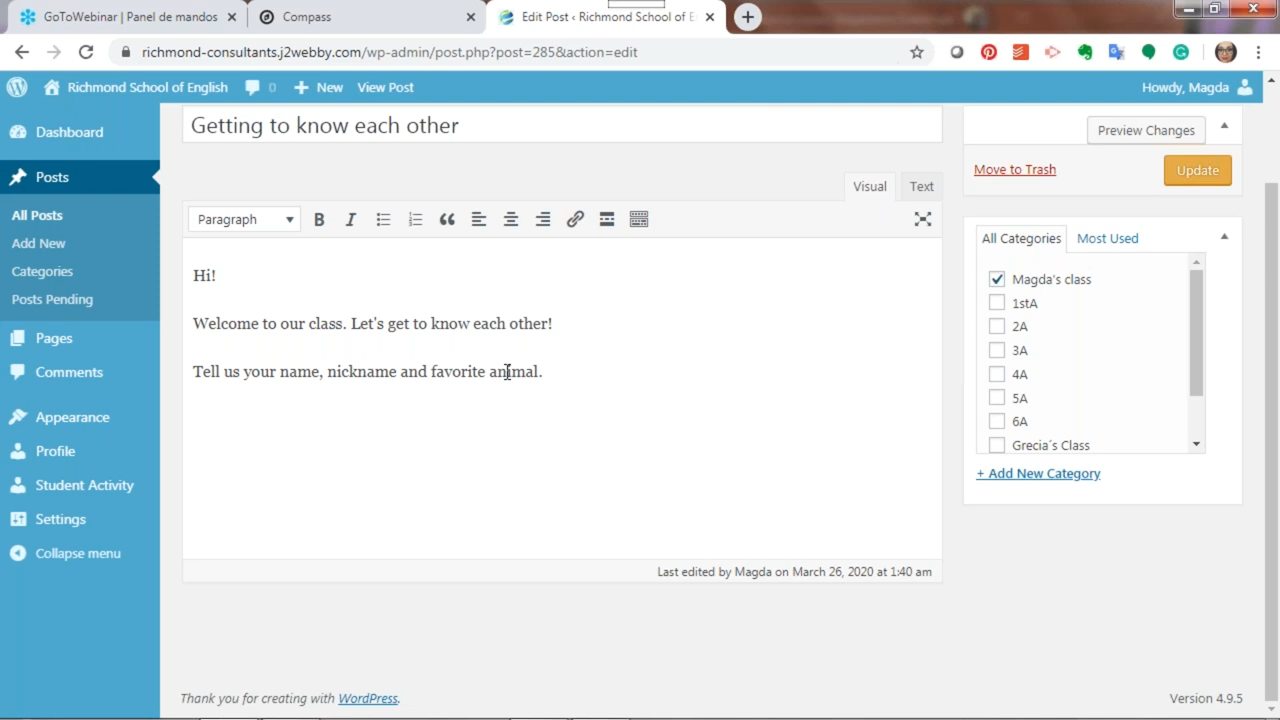 GoToWebinar | Panel de mandos
Compass
Edit Post ‹ Richmond School of E
richmond-consultants.j2webby.com/wp-admin/post.php?post=285&action=edit
Richmond School of English
0
New
View Post
Howdy, Magda
Dashboard
Posts
All Posts
Add New
Categories
Posts Pending
Pages
Comments
Appearance
Profile
Student Activity
Settings
Collapse menu
Getting to know each other
Visual
Text
Paragraph
Hi!
Welcome to our class. Let's get to know each other!
Tell us your name, nickname and favorite animal.
Last edited by Magda on March 26, 2020 at 1:40 am
Preview Changes
Move to Trash
Update
All Categories
Most Used
Magda's class
1stA
2A
3A
4A
5A
6A
Grecia´s Class
+ Add New Category
Thank you for creating with WordPress.
Version 4.9.5